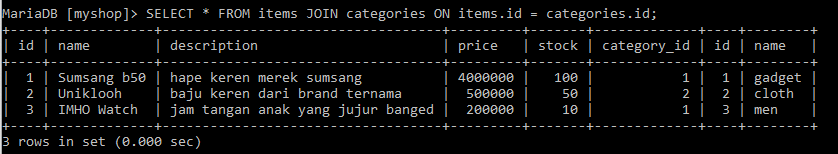 MariaDB [myshop]> SELECT * FROM items JOIN categories ON items.id = categories.id;
+----+-------------+-----------------------------------+---------+-------+-------------+----+--------+
| id | name        | description                       | price   | stock | category_id | id | name   |
+----+-------------+-----------------------------------+---------+-------+-------------+----+--------+
|  1 | Sumsang b50 | hape keren merek sumsang          | 4000000 |   100 |           1 |  1 | gadget |
|  2 | Uniklooh    | baju keren dari brand ternama     |  500000 |    50 |           2 |  2 | cloth  |
|  3 | IMHO Watch  | jam tangan anak yang jujur banged |  200000 |    10 |           1 |  3 | men    |
+----+-------------+-----------------------------------+---------+-------+-------------+----+--------+
3 rows in set (0.000 sec)